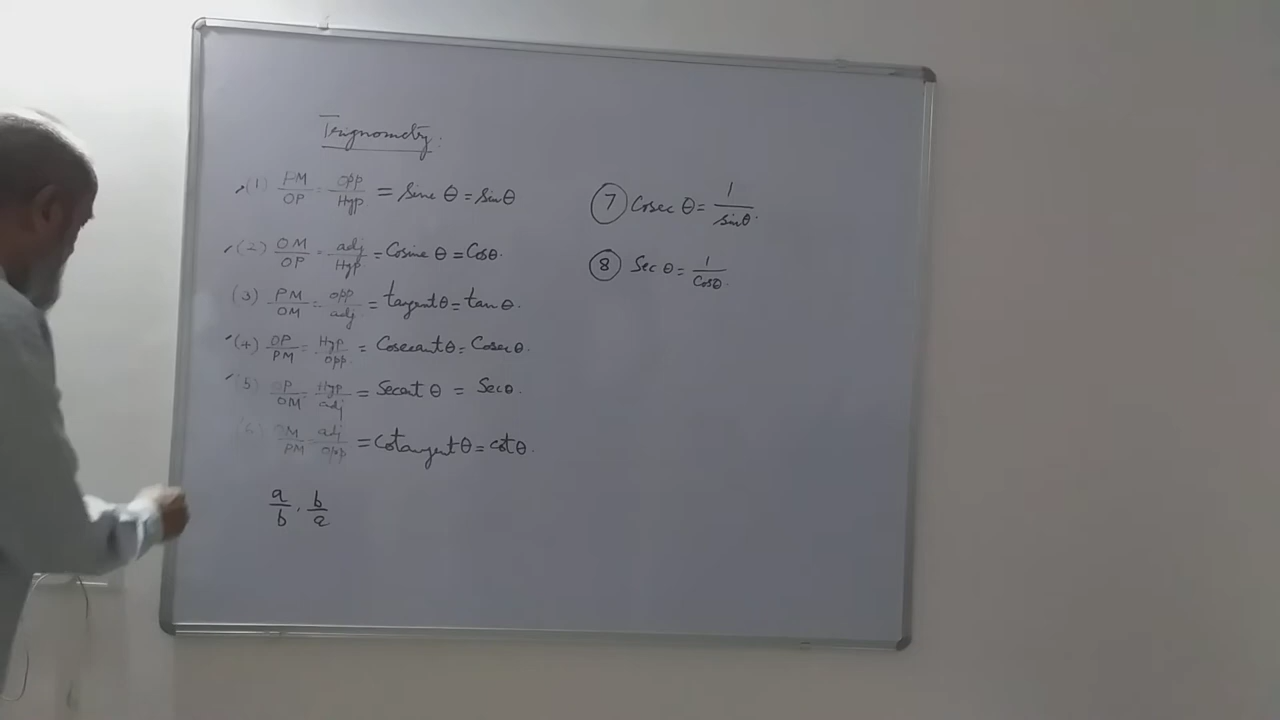 Trignometry.
(1) PM/OP = Opp/Hyp = Sine θ = Sinθ
(2) OM/OP = adj/Hyp = Cosine θ = Cosθ.
(3) PM/OM = Opp/adj = tangent θ = tan θ.
(4) OP/PM = Hyp/Opp. = Cosecant θ = Cosec θ.
(5) OP/OM = Hyp/adj = Secant θ = Sec θ.
(6) OM/PM = adj/Opp = Cotangent θ = cot θ.
a/b . b/a
7 Cosec θ = 1/sinθ.
8 Sec θ = 1/Cosθ.